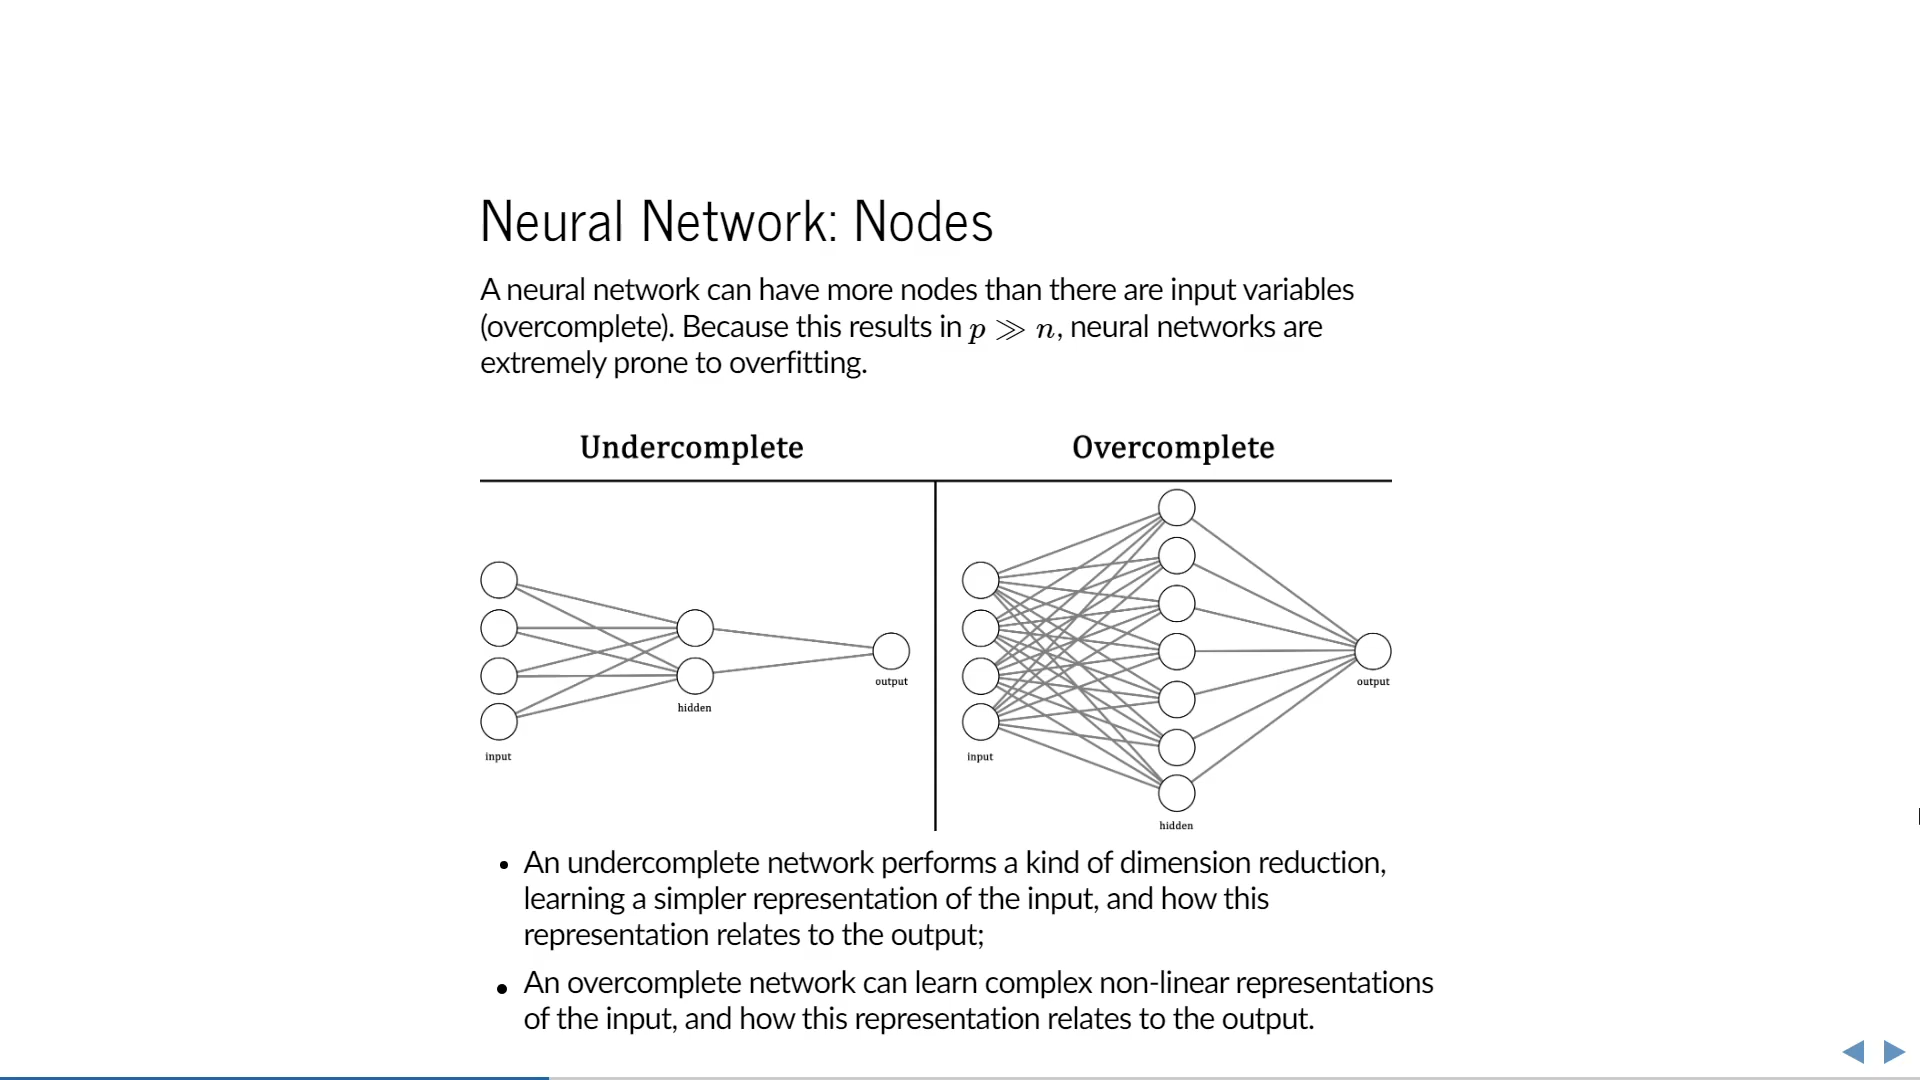 Neural Network: Nodes
A neural network can have more nodes than there are input variables
(overcomplete). Because this results in p ≫ n, neural networks are
extremely prone to overfitting.
Undercomplete
input
hidden
output
Overcomplete
input
hidden
output
• An undercomplete network performs a kind of dimension reduction,
learning a simpler representation of the input, and how this
representation relates to the output;
• An overcomplete network can learn complex non-linear representations
of the input, and how this representation relates to the output.